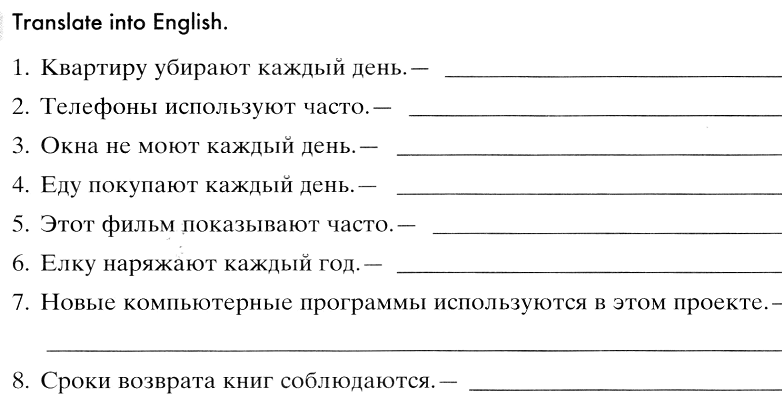 Translate into English.
1. Квартиру убирают каждый день.—
2. Телефоны используют часто.—
3. Окна не моют каждый день.—
4. Еду покупают каждый день.—
5. Этот фильм показывают часто.—
6. Елку наряжают каждый год.—
7. Новые компьютерные программы используются в этом проекте.—
8. Сроки возврата книг соблюдаются.—